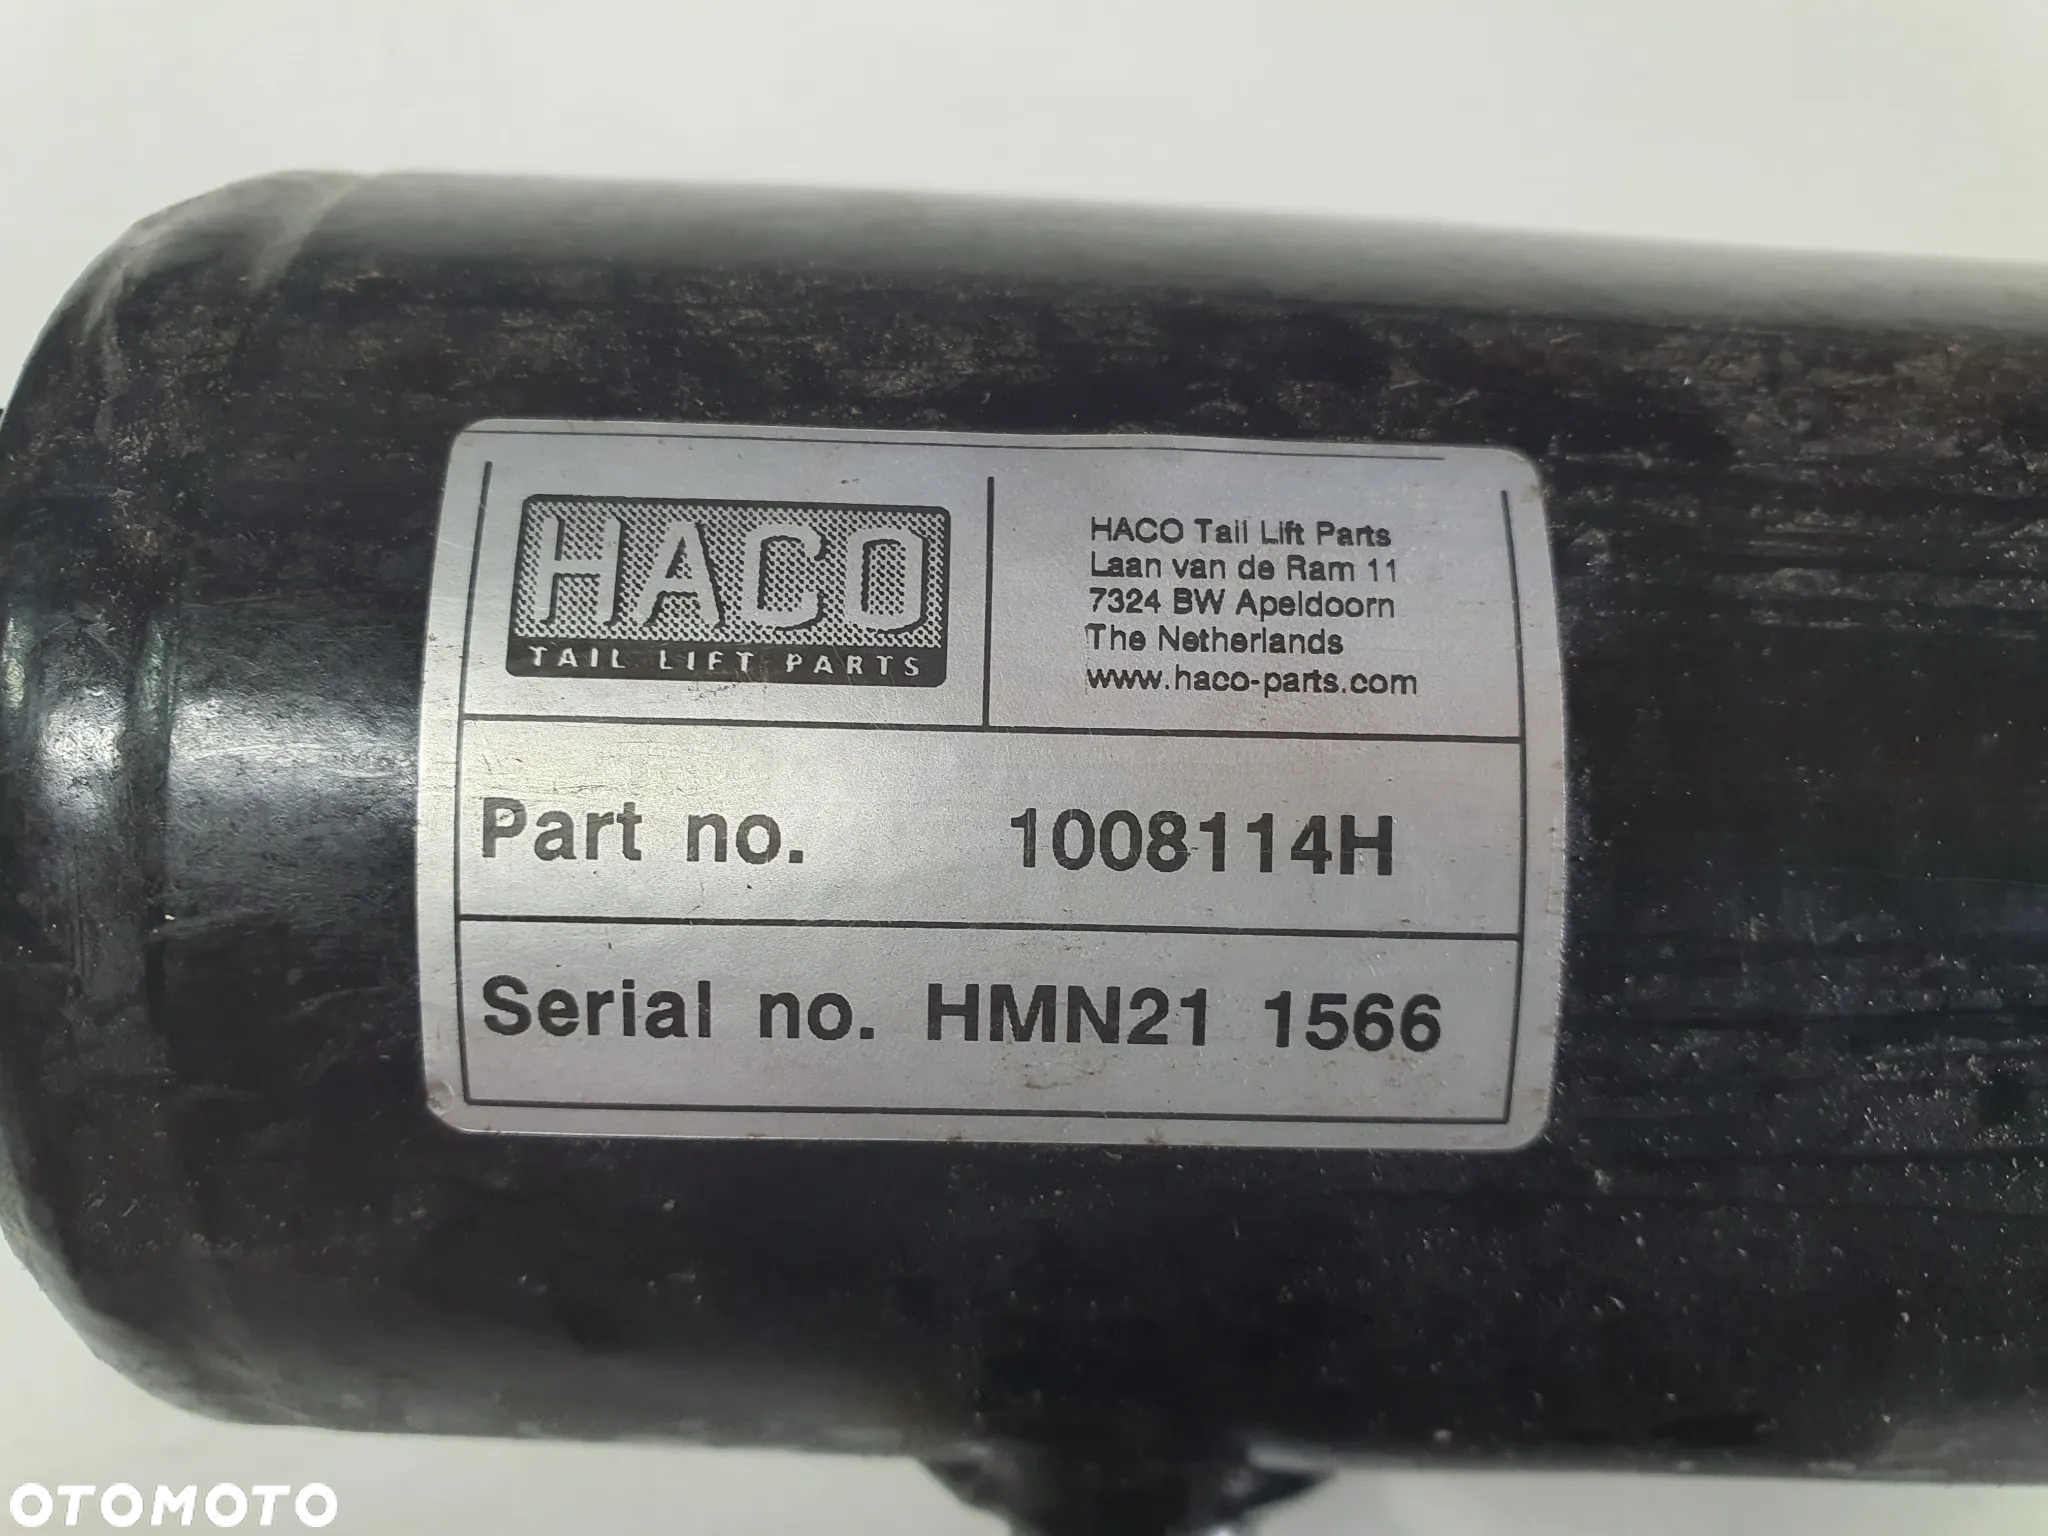 HACO
TAIL LIFT PARTS
HACO Tail Lift Parts
Laan van de Ram 11
7324 BW Apeldoorn
The Netherlands
www.haco-parts.com
Part no. 1008114H
Serial no. HMN21 1566
OTOMOTO